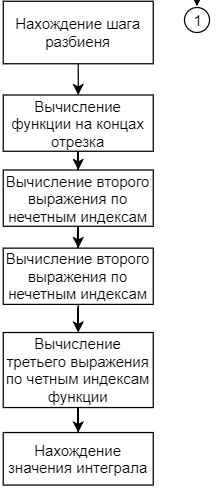 Нахождение шага
разбиеня
1
Вычисление
функции на концах
отрезка
Вычисление второго
выражения по
нечетным индексам
Вычисление второго
выражения по
нечетным индексам
Вычисление
третьего выражения
по четным индексам
функции
Нахождение
значения интеграла